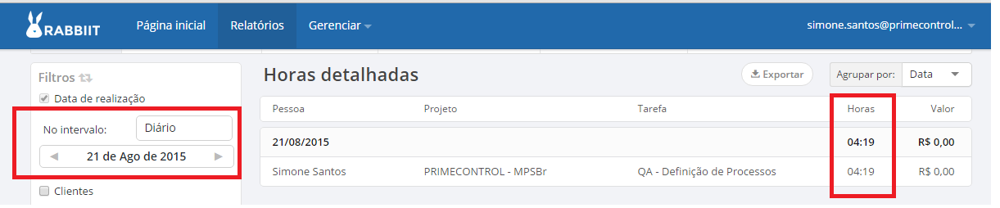 RABBIIT Página inicial Relatórios Gerenciar simone.santos@primecontrol...
Filtros
Horas detalhadas Exportar Agrupar por: Data
Data de realização
Pessoa Projeto Tarefa Horas Valor
No intervalo: Diário
21/08/2015 04:19 R$ 0,00
21 de Ago de 2015
Simone Santos PRIMECONTROL - MPSBr QA - Definição de Processos 04:19 R$ 0,00
Clientes